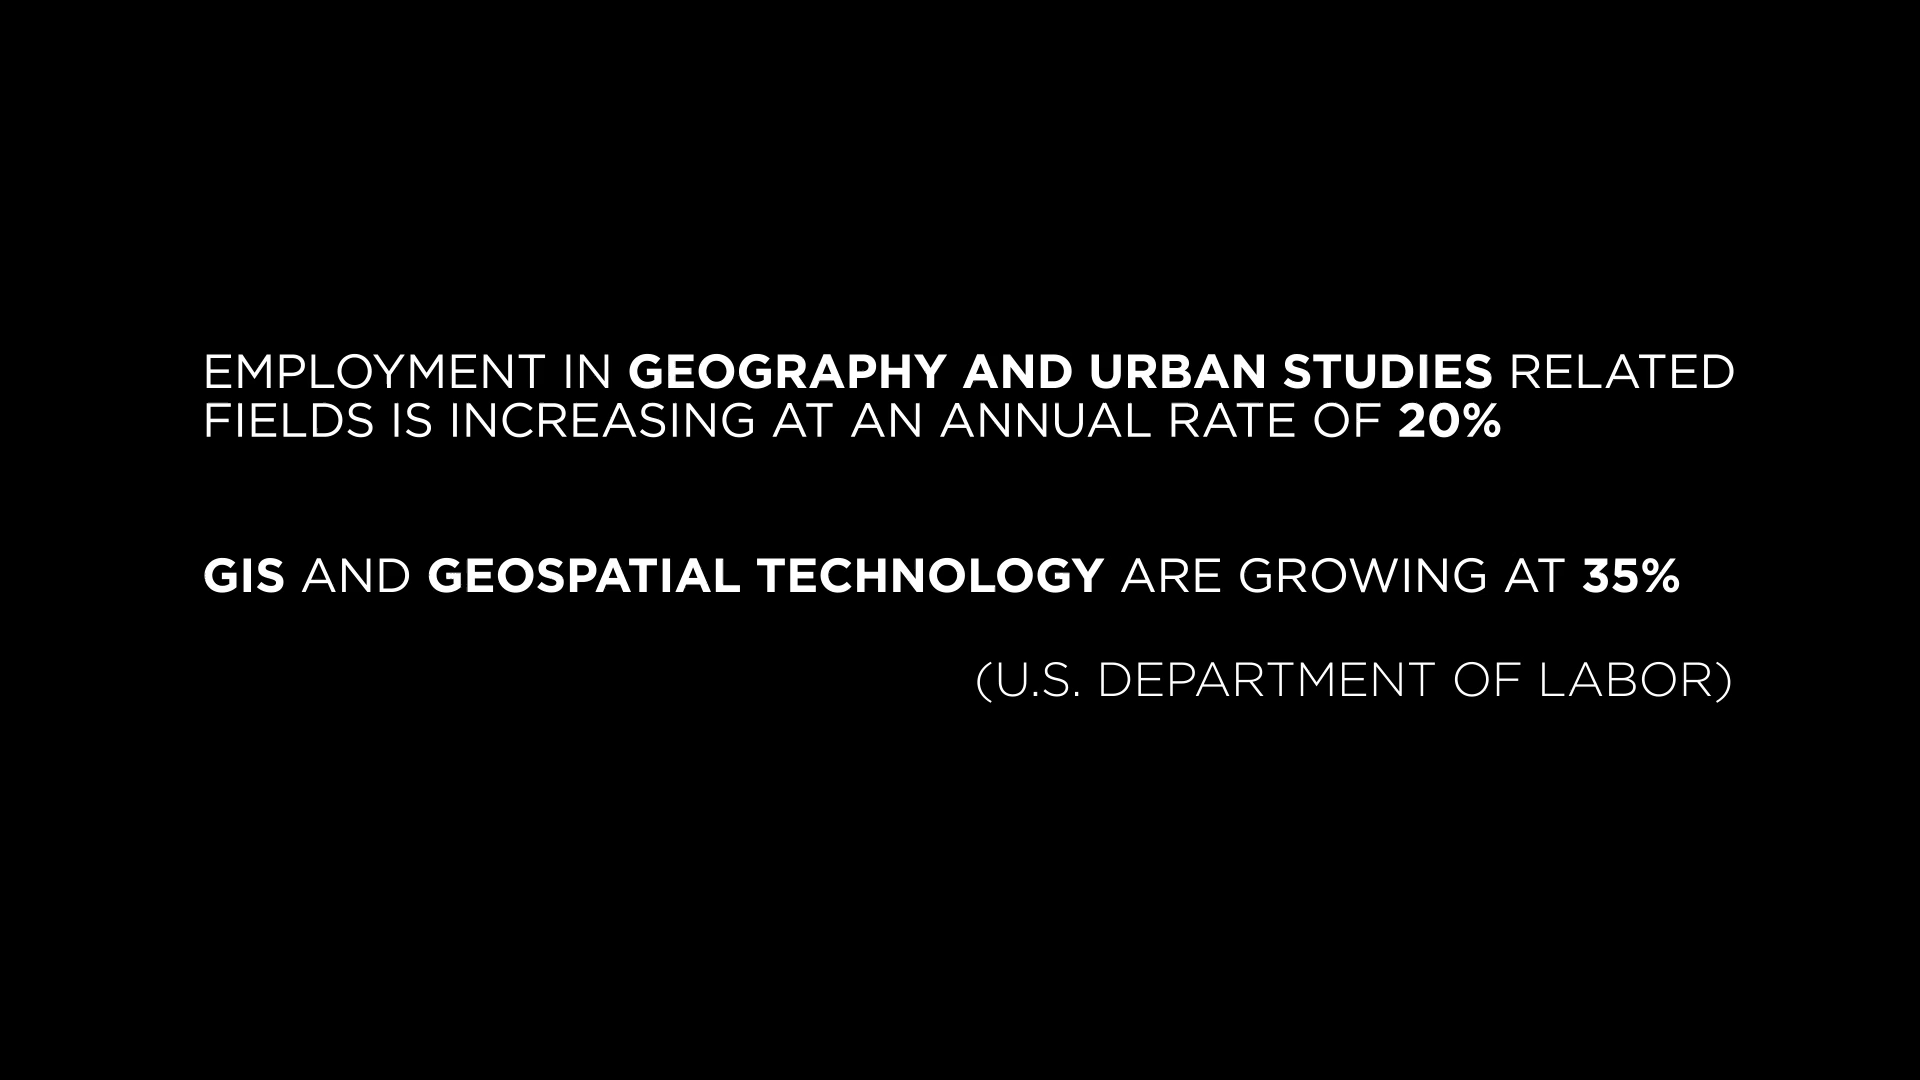 EMPLOYMENT IN GEOGRAPHY AND URBAN STUDIES RELATED
FIELDS IS INCREASING AT AN ANNUAL RATE OF 20%
GIS AND GEOSPATIAL TECHNOLOGY ARE GROWING AT 35%
(U.S. DEPARTMENT OF LABOR)